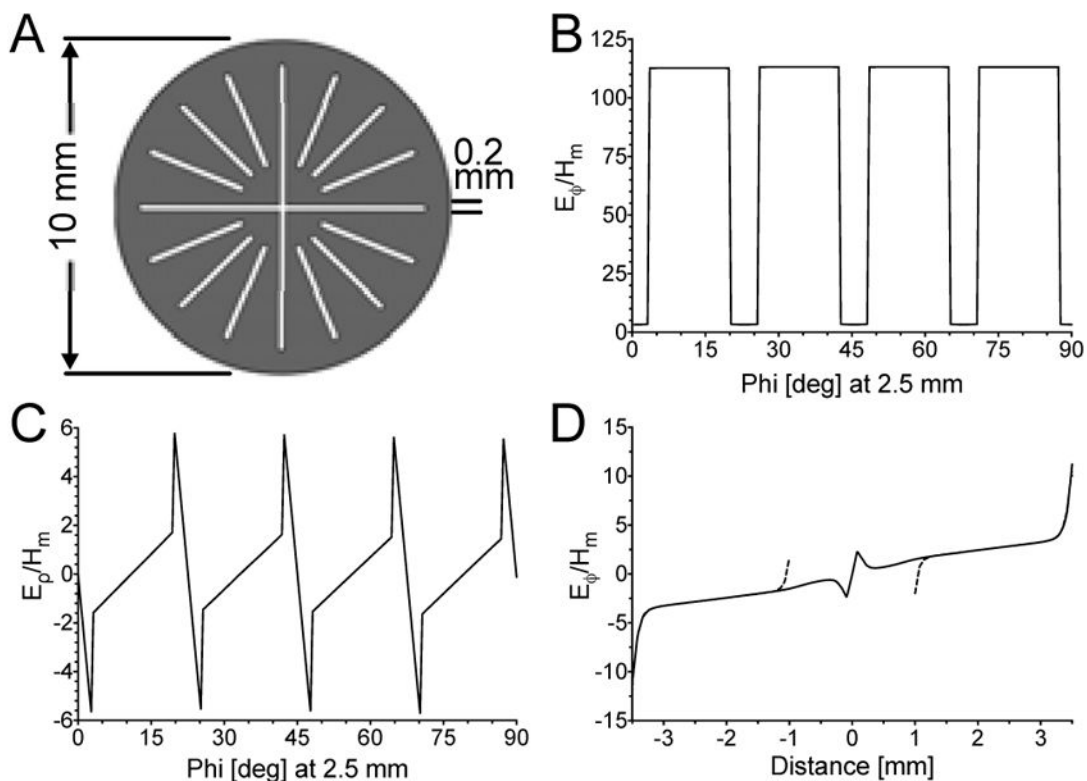 A
10 mm
0.2
mm
B
125
100
75
50
25
0
E_ϕ/H_m
0 15 30 45 60 75 90
Phi [deg] at 2.5 mm
C
6
4
2
0
-2
-4
-6
E_ρ/H_m
0 15 30 45 60 75 90
Phi [deg] at 2.5 mm
D
15
10
5
0
-5
-10
-15
E_ϕ/H_m
-3 -2 -1 0 1 2 3
Distance [mm]